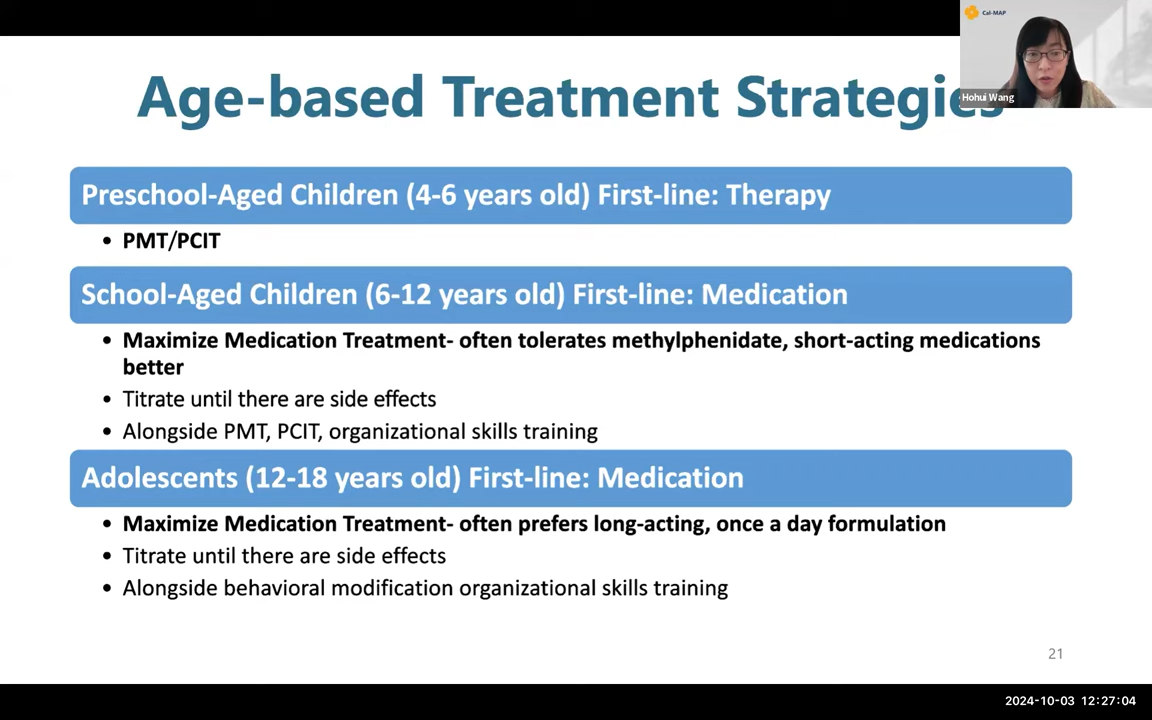 Cal-MAP
Hohui Wang
Age-based Treatment Strategies
Preschool-Aged Children (4-6 years old) First-line: Therapy
• PMT/PCIT
School-Aged Children (6-12 years old) First-line: Medication
• Maximize Medication Treatment- often tolerates methylphenidate, short-acting medications
better
• Titrate until there are side effects
• Alongside PMT, PCIT, organizational skills training
Adolescents (12-18 years old) First-line: Medication
• Maximize Medication Treatment- often prefers long-acting, once a day formulation
• Titrate until there are side effects
• Alongside behavioral modification organizational skills training
21
2024-10-03 12:27:04